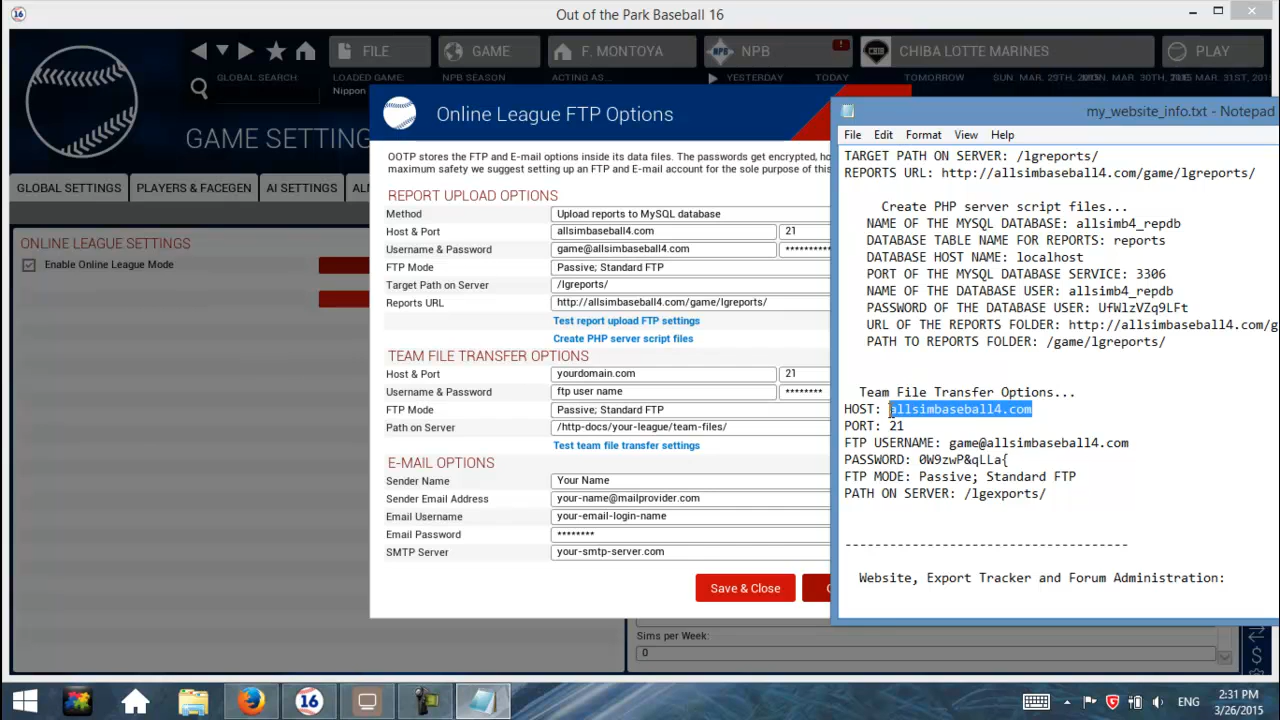 16 Out of the Park Baseball 16
FILE GAME F. MONTOYA NPB ! CHIBA LOTTE MARINES PLAY
GLOBAL SEARCH: LOADED GAME: ACTING AS... YESTERDAY TODAY TOMORROW
Nippon
NPB SEASON
GAME SETTING
GLOBAL SETTINGS PLAYERS & FACEGEN AI SETTINGS
ONLINE LEAGUE SETTINGS
Enable Online League Mode
Online League FTP Options
OOTP stores the FTP and E-mail options inside its data files. The passwords get encrypted,
maximum safety we suggest setting up an FTP and E-mail account for the sole purpose of this
REPORT UPLOAD OPTIONS
Method Upload reports to MySQL database
Host & Port allsimbaseball4.com 21
Username & Password game@allsimbaseball4.com *********
FTP Mode Passive; Standard FTP
Target Path on Server /lgreports/
Reports URL http://allsimbaseball4.com/game/lgreports/
Test report upload FTP settings
Create PHP server script files
TEAM FILE TRANSFER OPTIONS
Host & Port yourdomain.com 21
Username & Password ftp user name ********
FTP Mode Passive; Standard FTP
Path on Server /http-docs/your-league/team-files/
Test team file transfer settings
E-MAIL OPTIONS
Sender Name Your Name
Sender Email Address your-name@mailprovider.com
Email Username your-email-login-name
Email Password ********
SMTP Server your-smtp-server.com
Save & Close
my_website_info.txt - Notepad
File Edit Format View Help
TARGET PATH ON SERVER: /lgreports/
REPORTS URL: http://allsimbaseball4.com/game/lgreports/
Create PHP server script files...
NAME OF THE MYSQL DATABASE: allsimb4_repdb
DATABASE TABLE NAME FOR REPORTS: reports
DATABASE HOST NAME: localhost
PORT OF THE MYSQL DATABASE SERVICE: 3306
NAME OF THE DATABASE USER: allsimb4_repdb
PASSWORD OF THE DATABASE USER: UfWlzVZq9LFt
URL OF THE REPORTS FOLDER: http://allsimbaseball4.com/g
PATH TO REPORTS FOLDER: /game/lgreports/
Team File Transfer Options...
HOST: allsimbaseball4.com
PORT: 21
FTP USERNAME: game@allsimbaseball4.com
PASSWORD: 0W9zwP&qLLa{
FTP MODE: Passive; Standard FTP
PATH ON SERVER: /lgexports/
-------------------------------------
Website, Export Tracker and Forum Administration:
Sims per Week:
0
16
ENG
2:31 PM
3/26/2015